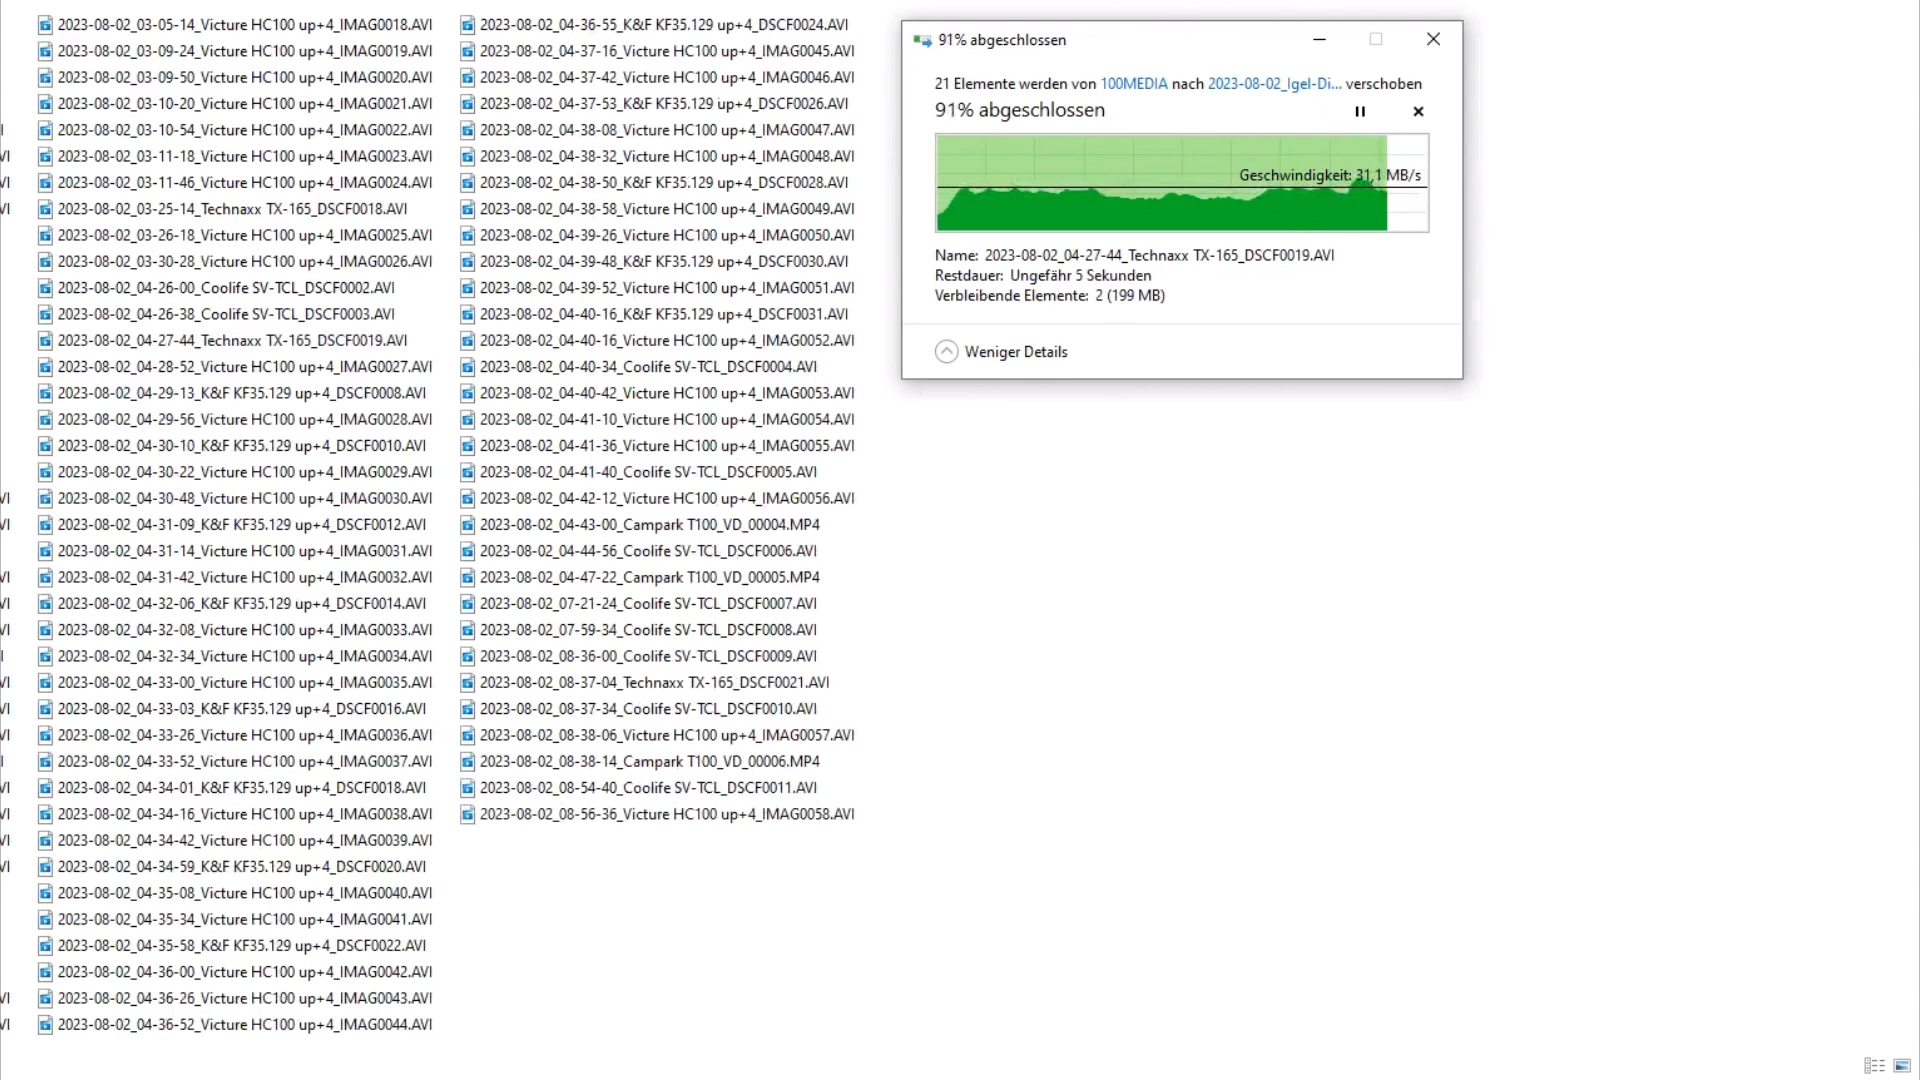 I
VI
VI
VI
VI
VI
VI
VI
VI
I
VI
VI
VI
I
VI
VI
VI
VI
VI
VI
2023-08-02_03-05-14_Victure HC100 up+4_IMAG0018.AVI
2023-08-02_03-09-24_Victure HC100 up+4_IMAG0019.AVI
2023-08-02_03-09-50_Victure HC100 up+4_IMAG0020.AVI
2023-08-02_03-10-20_Victure HC100 up+4_IMAG0021.AVI
2023-08-02_03-10-54_Victure HC100 up+4_IMAG0022.AVI
2023-08-02_03-11-18_Victure HC100 up+4_IMAG0023.AVI
2023-08-02_03-11-46_Victure HC100 up+4_IMAG0024.AVI
2023-08-02_03-25-14_Technaxx TX-165_DSCF0018.AVI
2023-08-02_03-26-18_Victure HC100 up+4_IMAG0025.AVI
2023-08-02_03-30-28_Victure HC100 up+4_IMAG0026.AVI
2023-08-02_04-26-00_Coolife SV-TCL_DSCF0002.AVI
2023-08-02_04-26-38_Coolife SV-TCL_DSCF0003.AVI
2023-08-02_04-27-44_Technaxx TX-165_DSCF0019.AVI
2023-08-02_04-28-52_Victure HC100 up+4_IMAG0027.AVI
2023-08-02_04-29-13_K&F KF35.129 up+4_DSCF0008.AVI
2023-08-02_04-29-56_Victure HC100 up+4_IMAG0028.AVI
2023-08-02_04-30-10_K&F KF35.129 up+4_DSCF0010.AVI
2023-08-02_04-30-22_Victure HC100 up+4_IMAG0029.AVI
2023-08-02_04-30-48_Victure HC100 up+4_IMAG0030.AVI
2023-08-02_04-31-09_K&F KF35.129 up+4_DSCF0012.AVI
2023-08-02_04-31-14_Victure HC100 up+4_IMAG0031.AVI
2023-08-02_04-31-42_Victure HC100 up+4_IMAG0032.AVI
2023-08-02_04-32-06_K&F KF35.129 up+4_DSCF0014.AVI
2023-08-02_04-32-08_Victure HC100 up+4_IMAG0033.AVI
2023-08-02_04-32-34_Victure HC100 up+4_IMAG0034.AVI
2023-08-02_04-33-00_Victure HC100 up+4_IMAG0035.AVI
2023-08-02_04-33-03_K&F KF35.129 up+4_DSCF0016.AVI
2023-08-02_04-33-26_Victure HC100 up+4_IMAG0036.AVI
2023-08-02_04-33-52_Victure HC100 up+4_IMAG0037.AVI
2023-08-02_04-34-01_K&F KF35.129 up+4_DSCF0018.AVI
2023-08-02_04-34-16_Victure HC100 up+4_IMAG0038.AVI
2023-08-02_04-34-42_Victure HC100 up+4_IMAG0039.AVI
2023-08-02_04-34-59_K&F KF35.129 up+4_DSCF0020.AVI
2023-08-02_04-35-08_Victure HC100 up+4_IMAG0040.AVI
2023-08-02_04-35-34_Victure HC100 up+4_IMAG0041.AVI
2023-08-02_04-35-58_K&F KF35.129 up+4_DSCF0022.AVI
2023-08-02_04-36-00_Victure HC100 up+4_IMAG0042.AVI
2023-08-02_04-36-26_Victure HC100 up+4_IMAG0043.AVI
2023-08-02_04-36-52_Victure HC100 up+4_IMAG0044.AVI
2023-08-02_04-36-55_K&F KF35.129 up+4_DSCF0024.AVI
2023-08-02_04-37-16_Victure HC100 up+4_IMAG0045.AVI
2023-08-02_04-37-42_Victure HC100 up+4_IMAG0046.AVI
2023-08-02_04-37-53_K&F KF35.129 up+4_DSCF0026.AVI
2023-08-02_04-38-08_Victure HC100 up+4_IMAG0047.AVI
2023-08-02_04-38-32_Victure HC100 up+4_IMAG0048.AVI
2023-08-02_04-38-50_K&F KF35.129 up+4_DSCF0028.AVI
2023-08-02_04-38-58_Victure HC100 up+4_IMAG0049.AVI
2023-08-02_04-39-26_Victure HC100 up+4_IMAG0050.AVI
2023-08-02_04-39-48_K&F KF35.129 up+4_DSCF0030.AVI
2023-08-02_04-39-52_Victure HC100 up+4_IMAG0051.AVI
2023-08-02_04-40-16_K&F KF35.129 up+4_DSCF0031.AVI
2023-08-02_04-40-16_Victure HC100 up+4_IMAG0052.AVI
2023-08-02_04-40-34_Coolife SV-TCL_DSCF0004.AVI
2023-08-02_04-40-42_Victure HC100 up+4_IMAG0053.AVI
2023-08-02_04-41-10_Victure HC100 up+4_IMAG0054.AVI
2023-08-02_04-41-36_Victure HC100 up+4_IMAG0055.AVI
2023-08-02_04-41-40_Coolife SV-TCL_DSCF0005.AVI
2023-08-02_04-42-12_Victure HC100 up+4_IMAG0056.AVI
2023-08-02_04-43-00_Campark T100_VD_00004.MP4
2023-08-02_04-44-56_Coolife SV-TCL_DSCF0006.AVI
2023-08-02_04-47-22_Campark T100_VD_00005.MP4
2023-08-02_07-21-24_Coolife SV-TCL_DSCF0007.AVI
2023-08-02_07-59-34_Coolife SV-TCL_DSCF0008.AVI
2023-08-02_08-36-00_Coolife SV-TCL_DSCF0009.AVI
2023-08-02_08-37-04_Technaxx TX-165_DSCF0021.AVI
2023-08-02_08-37-34_Coolife SV-TCL_DSCF0010.AVI
2023-08-02_08-38-06_Victure HC100 up+4_IMAG0057.AVI
2023-08-02_08-38-14_Campark T100_VD_00006.MP4
2023-08-02_08-54-40_Coolife SV-TCL_DSCF0011.AVI
2023-08-02_08-56-36_Victure HC100 up+4_IMAG0058.AVI
91% abgeschlossen
21 Elemente werden von 100MEDIA nach 2023-08-02_Igel-Di... verschoben
91% abgeschlossen
Geschwindigkeit: 31,1 MB/s
Name: 2023-08-02_04-27-44_Technaxx TX-165_DSCF0019.AVI
Restdauer: Ungefähr 5 Sekunden
Verbleibende Elemente: 2 (199 MB)
Weniger Details